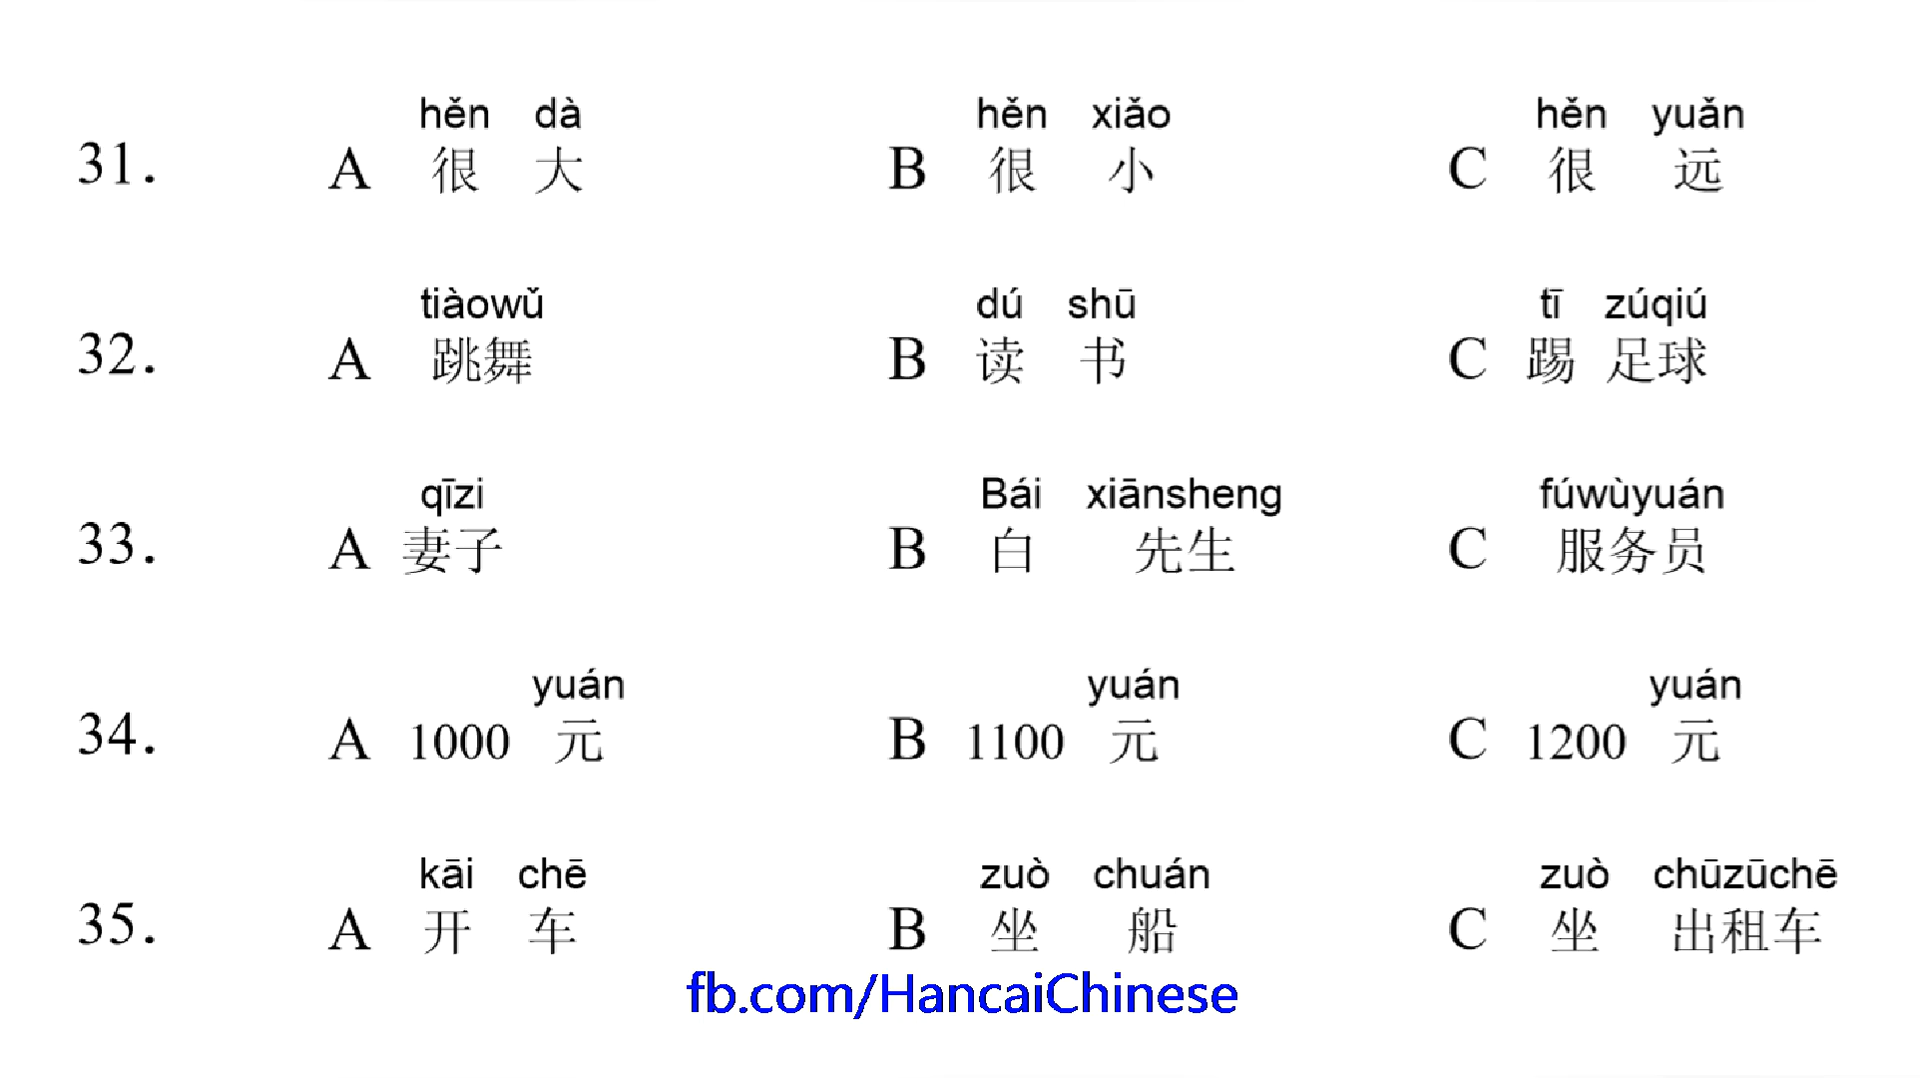 hěn dà hěn xiǎo hěn yuǎn
31. A 很 大 B 很 小 C 很 远
tiàowǔ dú shū tī zúqiú
32. A 跳舞 B 读 书 C 踢 足球
qīzi Bái xiānsheng fúwùyuán
33. A 妻子 B 白 先生 C 服务员
yuán yuán yuán
34. A 1000 元 B 1100 元 C 1200 元
kāi chē zuò chuán zuò chūzūchē
35. A 开 车 B 坐 船 C 坐 出租车
fb.com/HancaiChinese